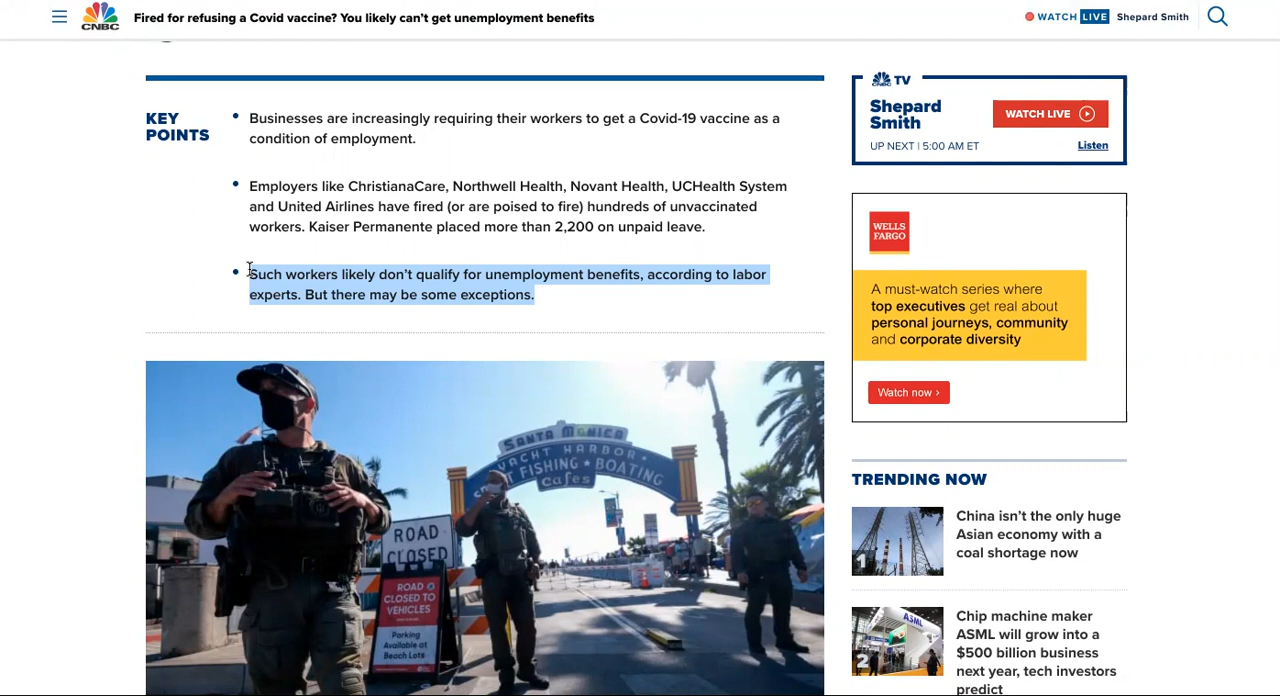 CNBC
Fired for refusing a Covid vaccine? You likely can't get unemployment benefits
WATCH LIVE Shepard Smith
KEY
POINTS
Businesses are increasingly requiring their workers to get a Covid-19 vaccine as a
condition of employment.
Employers like ChristianaCare, Northwell Health, Novant Health, UCHealth System
and United Airlines have fired (or are poised to fire) hundreds of unvaccinated
workers. Kaiser Permanente placed more than 2,200 on unpaid leave.
Such workers likely don't qualify for unemployment benefits, according to labor
experts. But there may be some exceptions.
SANTA MONICA
YACHT HARBOR
FISHING BOATING
Cafes
ROAD
CLOSED
ROAD
CLOSED TO
VEHICLES
Parking
Available at
Beach Lots
CNBC TV
Shepard
Smith
WATCH LIVE
UP NEXT | 5:00 AM ET
Listen
WELLS
FARGO
A must-watch series where
top executives get real about
personal journeys, community
and corporate diversity
Watch now ›
TRENDING NOW
1
China isn't the only huge
Asian economy with a
coal shortage now
ASML
2
Chip machine maker
ASML will grow into a
$500 billion business
next year, tech investors
predict